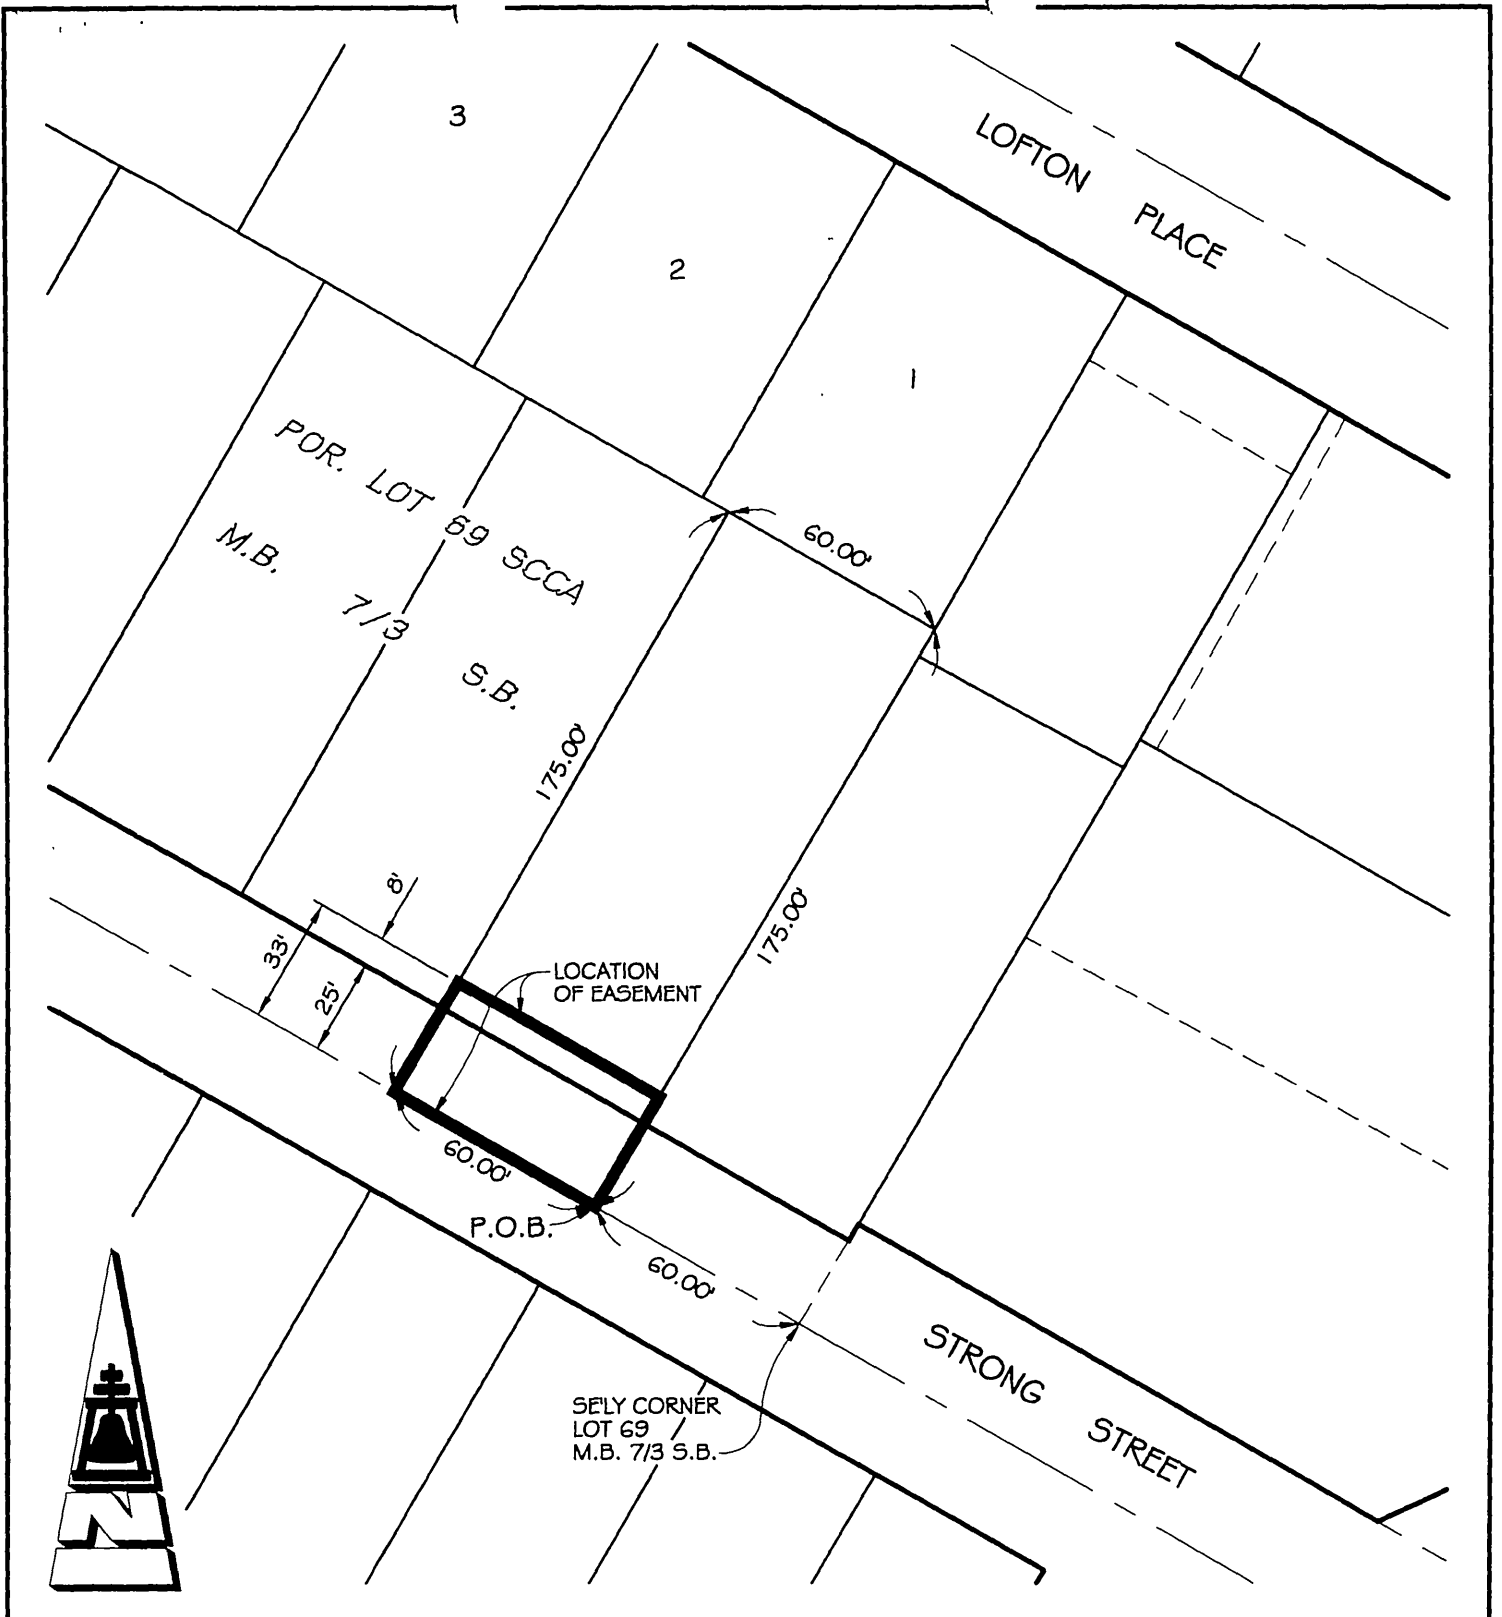 3
2
1
LOFTON PLACE
POR. LOT 69 SCCA
M.B. 7/3 S.B.
60.00'
175.00'
175.00'
8'
33'
25'
LOCATION
OF EASEMENT
60.00'
P.O.B.
60.00'
SE'LY CORNER
LOT 69
M.B. 7/3 S.B.
STRONG STREET
N